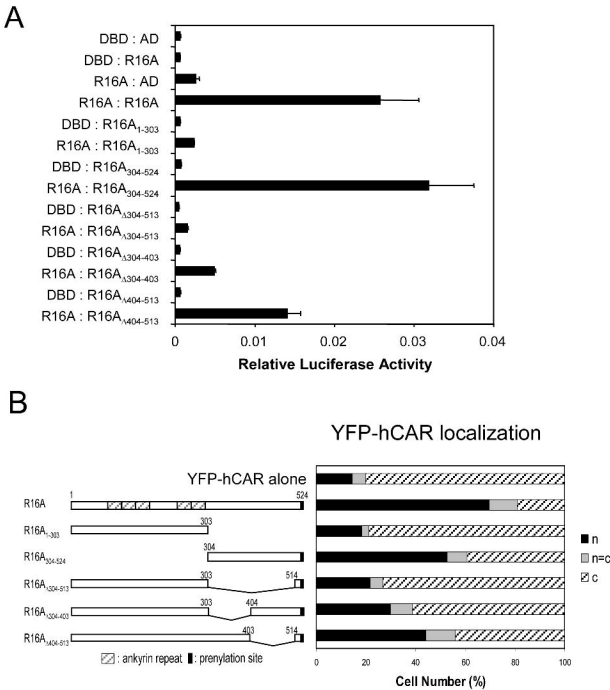 A
DBD : AD
DBD : R16A
R16A : AD
R16A : R16A
DBD : R16A1-303
R16A : R16A1-303
DBD : R16A304-524
R16A : R16A304-524
DBD : R16AΔ304-513
R16A : R16AΔ304-513
DBD : R16AΔ304-403
R16A : R16AΔ304-403
DBD : R16AΔ404-513
R16A : R16AΔ404-513
0 0.01 0.02 0.03 0.04
Relative Luciferase Activity
B
YFP-hCAR localization
YFP-hCAR alone
R16A 1 524
R16A1-303 303
R16A304-524 304
R16AΔ304-513 303 514
R16AΔ304-403 303 404
R16AΔ404-513 403 514
: ankyrin repeat : prenylation site
n
n=c
c
0 20 40 60 80 100
Cell Number (%)